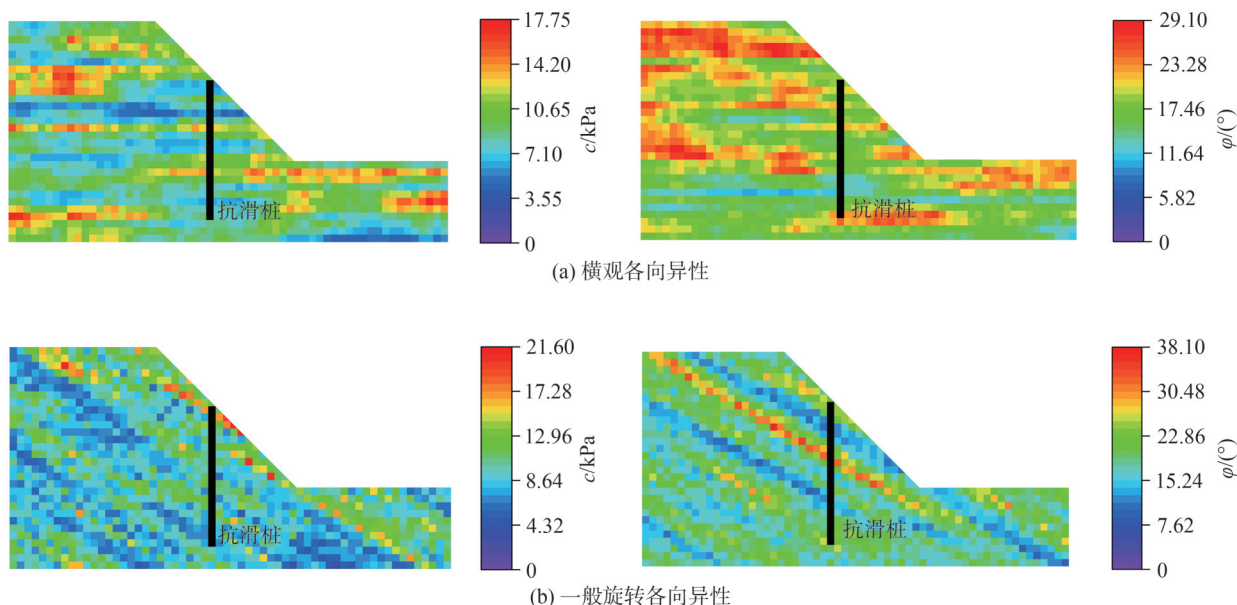 17.75
14.20
10.65
7.10
3.55
0
c/kPa
抗滑桩
29.10
23.28
17.46
11.64
5.82
0
φ/(°)
抗滑桩
(a) 横观各向异性
21.60
17.28
12.96
8.64
4.32
0
c/kPa
抗滑桩
38.10
30.48
22.86
15.24
7.62
0
φ/(°)
抗滑桩
(b) 一般旋转各向异性